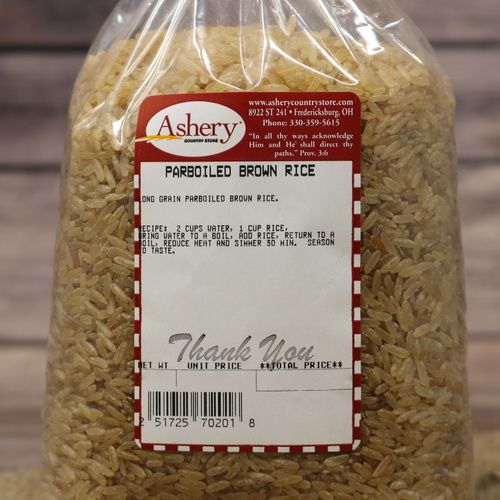 Ashery
COUNTRY STORE
www.asherycountrystore.com
8922 ST 241 • Fredericksburg, OH
Phone: 330-359-5615
"In all thy ways acknowledge
Him and He shall direct thy
paths." Prov. 3:6
PARBOILED BROWN RICE
LONG GRAIN PARBOILED BROWN RICE.
RECIPE: 2 CUPS WATER, 1 CUP RICE,
BRING WATER TO A BOIL, ADD RICE, RETURN TO A
BOIL, REDUCE HEAT AND SIMMER 30 MIN. SEASON
TO TASTE.
Thank You
NET WT UNIT PRICE **TOTAL PRICE**
2 51725 70201 8